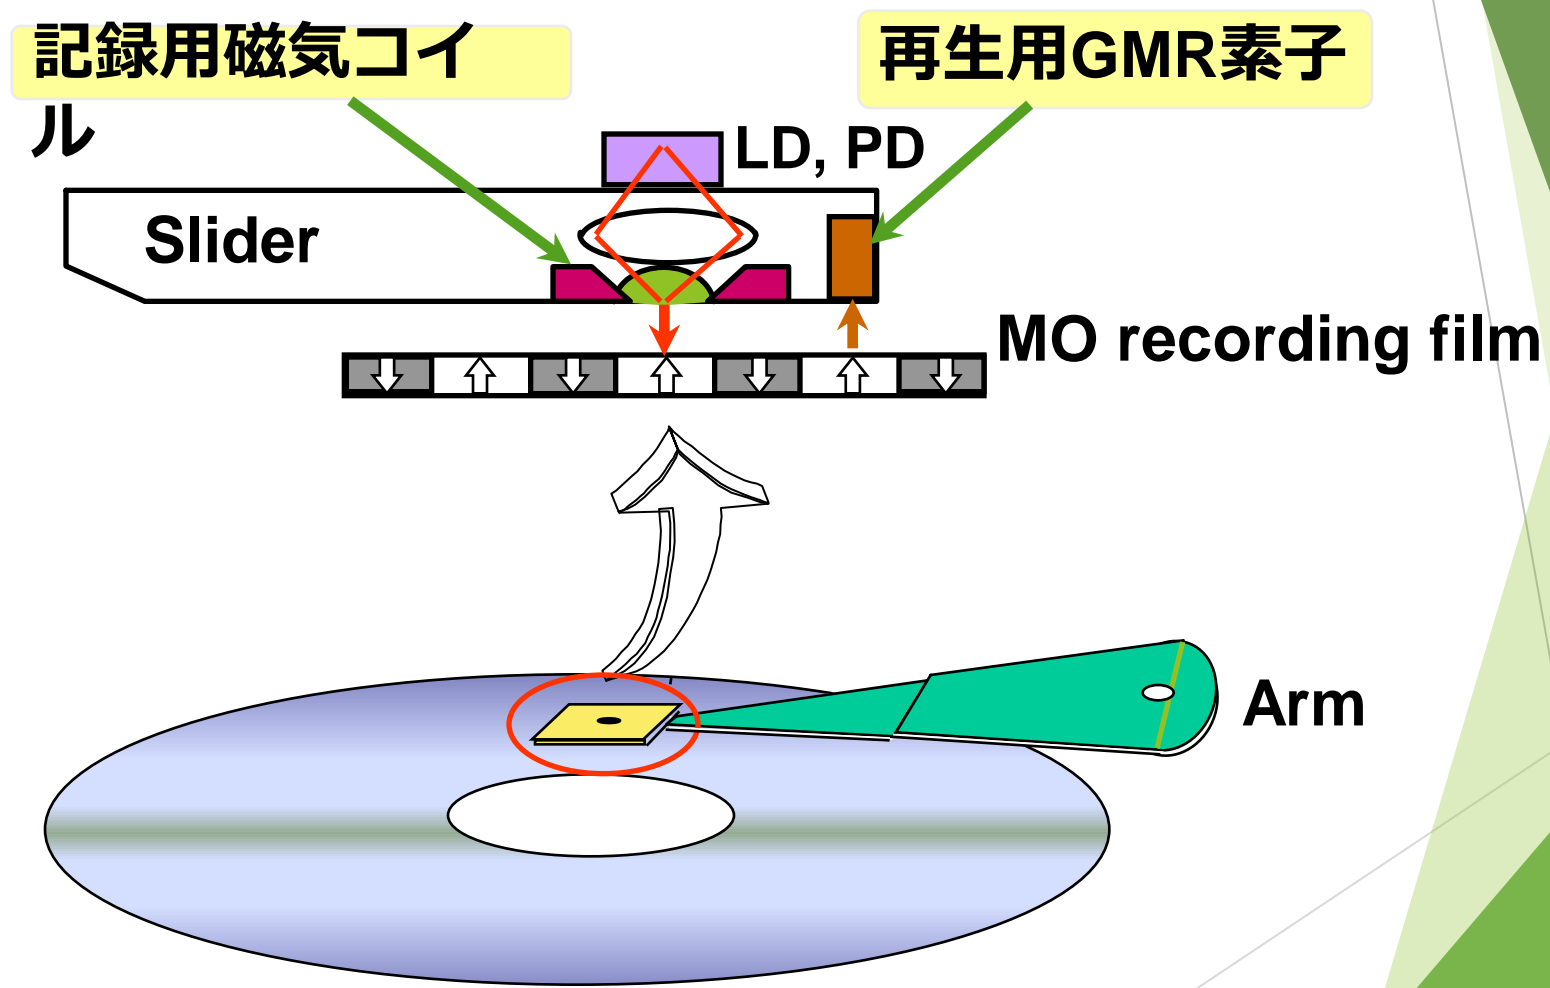 記録用磁気コイ
ル
再生用GMR素子
LD, PD
Slider
MO recording film
Arm